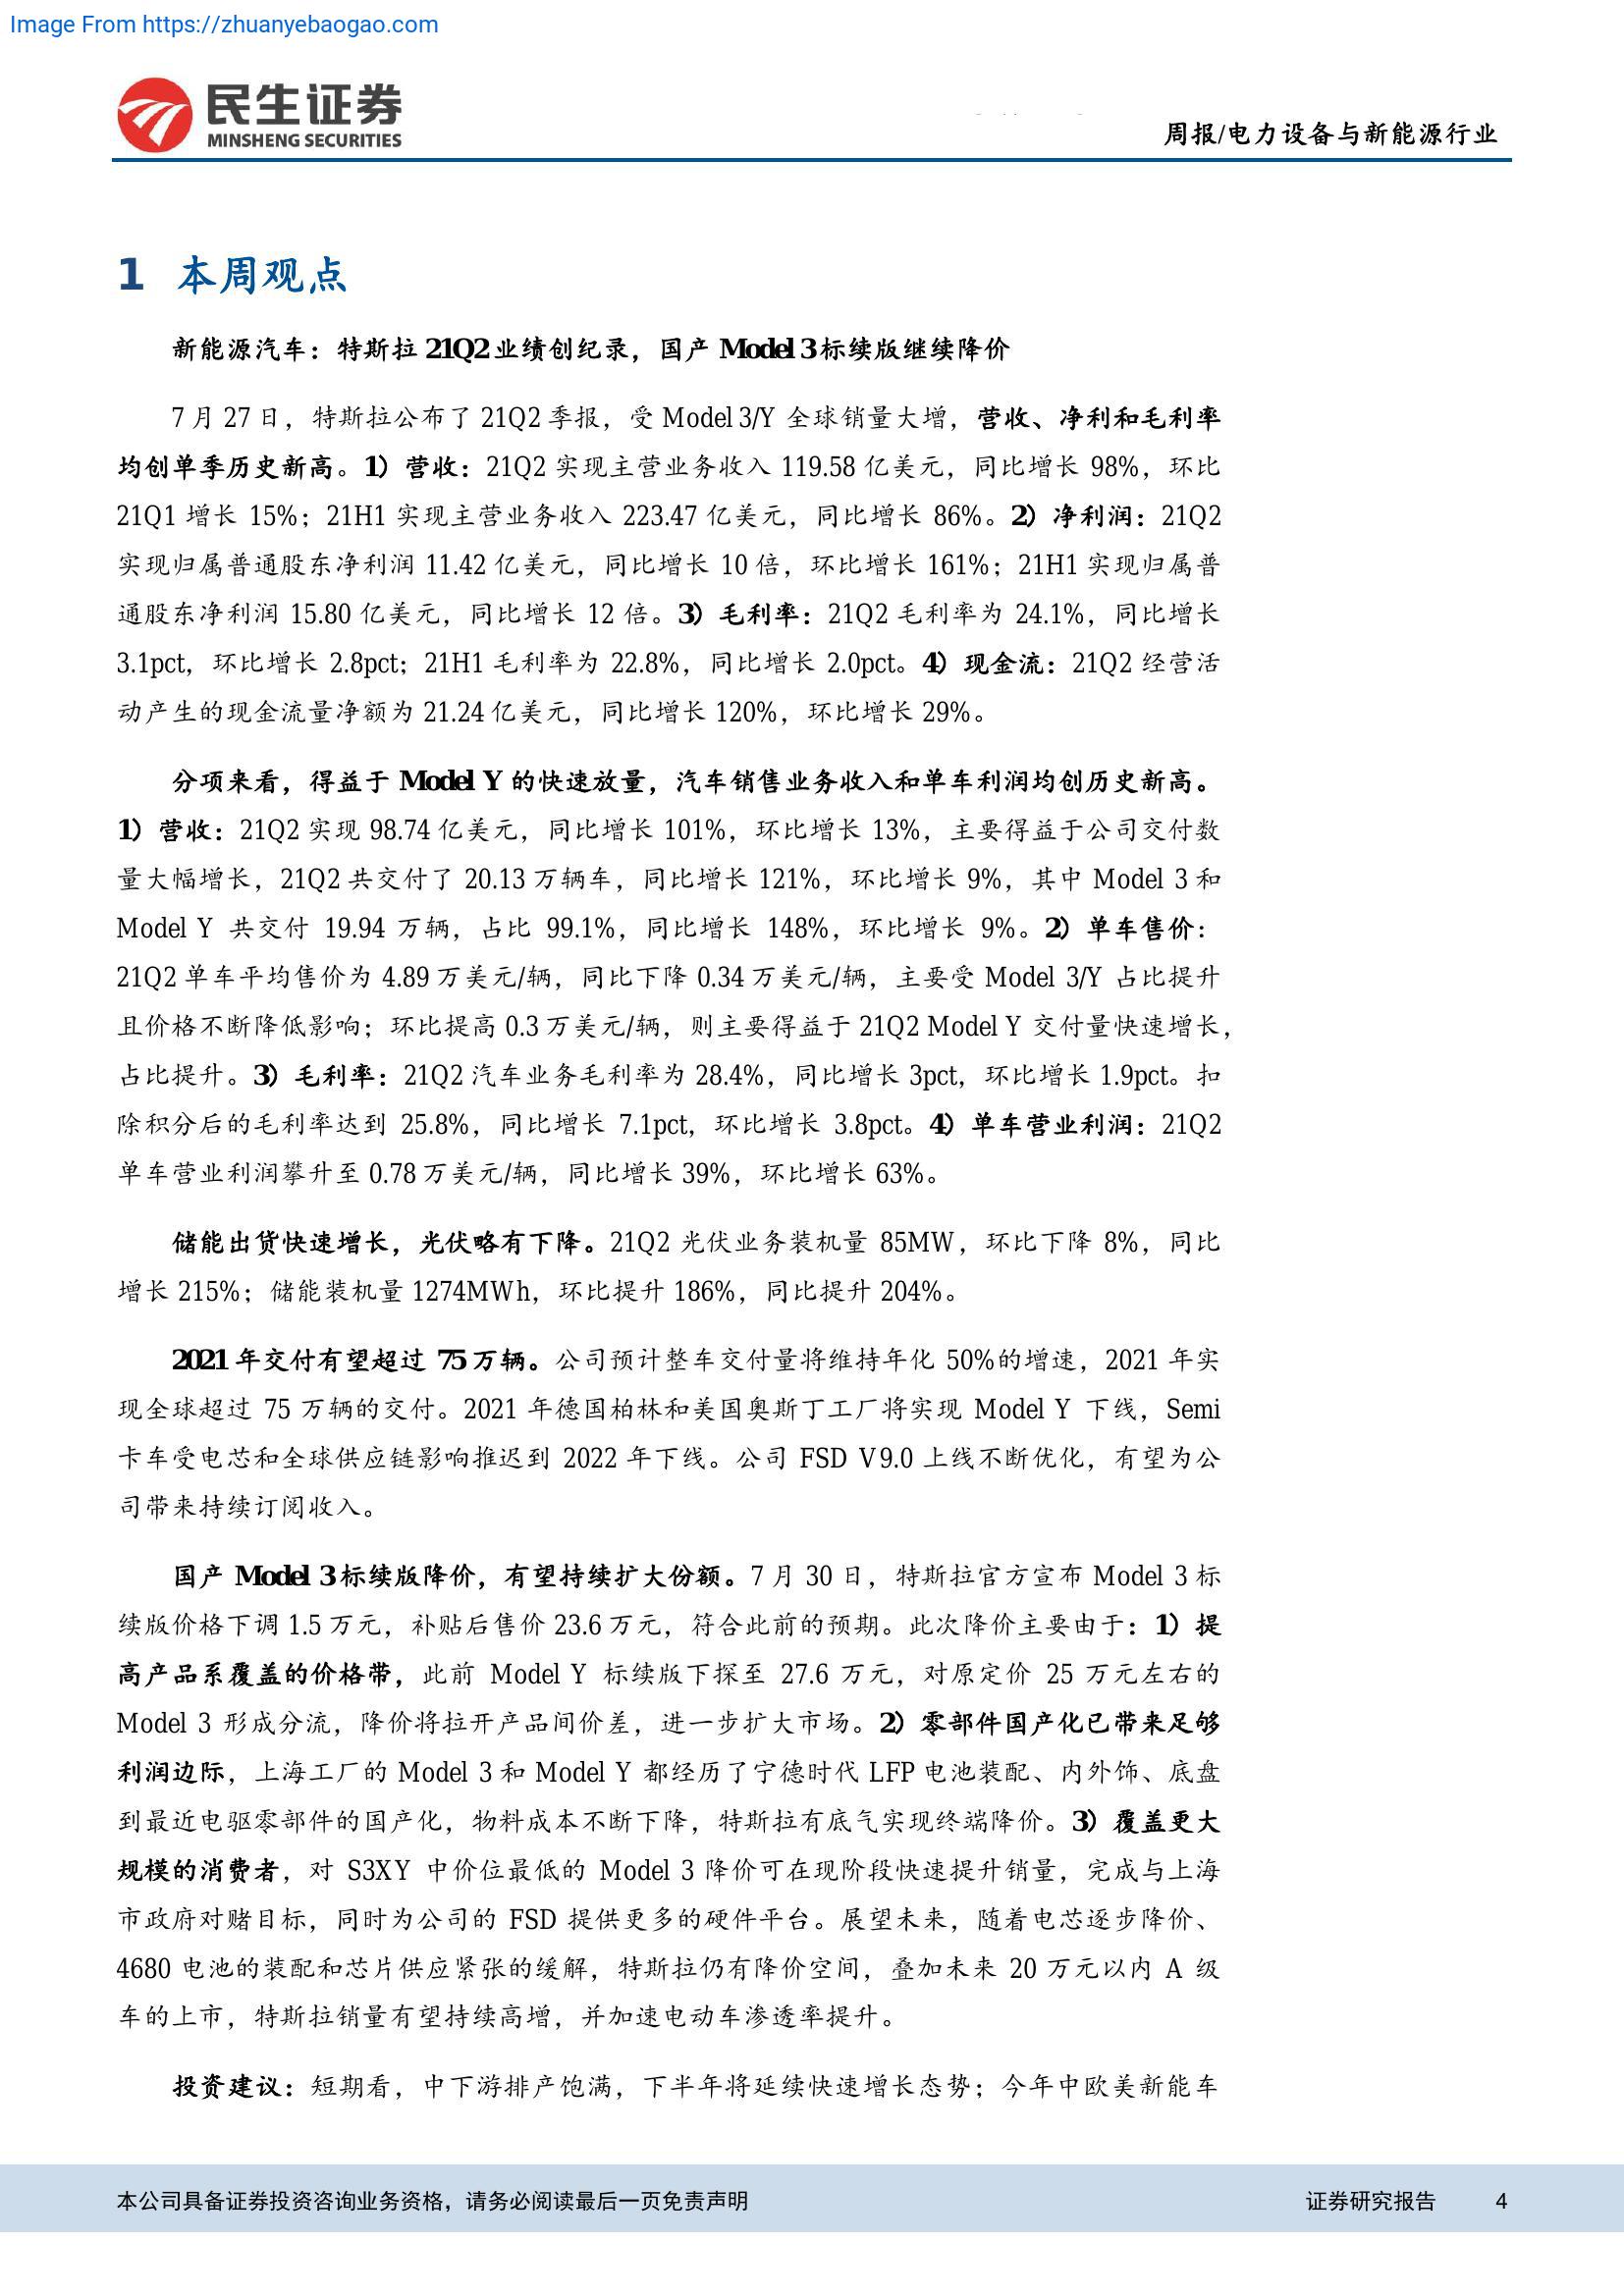 Image From https://zhuanyebaogao.com
民生证券
MINSHENG SECURITIES
周报/电力设备与新能源行业
1 本周观点
新能源汽车：特斯拉 21Q2 业绩创纪录，国产 Model 3 标续版继续降价
7 月 27 日，特斯拉公布了 21Q2 季报，受 Model 3/Y 全球销量大增，营收、净利和毛利率
均创单季历史新高。1）营收：21Q2 实现主营业务收入 119.58 亿美元，同比增长 98%，环比
21Q1 增长 15%；21H1 实现主营业务收入 223.47 亿美元，同比增长 86%。2）净利润：21Q2
实现归属普通股东净利润 11.42 亿美元，同比增长 10 倍，环比增长 161%；21H1 实现归属普
通股东净利润 15.80 亿美元，同比增长 12 倍。3）毛利率：21Q2 毛利率为 24.1%，同比增长
3.1pct，环比增长 2.8pct；21H1 毛利率为 22.8%，同比增长 2.0pct。4）现金流：21Q2 经营活
动产生的现金流量净额为 21.24 亿美元，同比增长 120%，环比增长 29%。
分项来看，得益于 Model Y 的快速放量，汽车销售业务收入和单车利润均创历史新高。
1）营收：21Q2 实现 98.74 亿美元，同比增长 101%，环比增长 13%，主要得益于公司交付数
量大幅增长，21Q2 共交付了 20.13 万辆车，同比增长 121%，环比增长 9%，其中 Model 3 和
Model Y 共交付 19.94 万辆，占比 99.1%，同比增长 148%，环比增长 9%。2）单车售价：
21Q2 单车平均售价为 4.89 万美元/辆，同比下降 0.34 万美元/辆，主要受 Model 3/Y 占比提升
且价格不断降低影响；环比提高 0.3 万美元/辆，则主要得益于 21Q2 Model Y 交付量快速增长，
占比提升。3）毛利率：21Q2 汽车业务毛利率为 28.4%，同比增长 3pct，环比增长 1.9pct。扣
除积分后的毛利率达到 25.8%，同比增长 7.1pct，环比增长 3.8pct。4）单车营业利润：21Q2
单车营业利润攀升至 0.78 万美元/辆，同比增长 39%，环比增长 63%。
储能出货快速增长，光伏略有下降。21Q2 光伏业务装机量 85MW，环比下降 8%，同比
增长 215%；储能装机量 1274MWh，环比提升 186%，同比提升 204%。
2021 年交付有望超过 75 万辆。公司预计整车交付量将维持年化 50%的增速，2021 年实
现全球超过 75 万辆的交付。2021 年德国柏林和美国奥斯丁工厂将实现 Model Y 下线，Semi
卡车受电芯和全球供应链影响推迟到 2022 年下线。公司 FSD V9.0 上线不断优化，有望为公
司带来持续订阅收入。
国产 Model 3 标续版降价，有望持续扩大份额。7 月 30 日，特斯拉官方宣布 Model 3 标
续版价格下调 1.5 万元，补贴后售价 23.6 万元，符合此前的预期。此次降价主要由于：1）提
高产品系覆盖的价格带，此前 Model Y 标续版下探至 27.6 万元，对原定价 25 万元左右的
Model 3 形成分流，降价将拉开产品间价差，进一步扩大市场。2）零部件国产化已带来足够
利润边际，上海工厂的 Model 3 和 Model Y 都经历了宁德时代 LFP 电池装配、内外饰、底盘
到最近电驱零部件的国产化，物料成本不断下降，特斯拉有底气实现终端降价。3）覆盖更大
规模的消费者，对 S3XY 中价位最低的 Model 3 降价可在现阶段快速提升销量，完成与上海
市政府对赌目标，同时为公司的 FSD 提供更多的硬件平台。展望未来，随着电芯逐步降价、
4680 电池的装配和芯片供应紧张的缓解，特斯拉仍有降价空间，叠加未来 20 万元以内 A 级
车的上市，特斯拉销量有望持续高增，并加速电动车渗透率提升。
投资建议：短期看，中下游排产饱满，下半年将延续快速增长态势；今年中欧美新能车
本公司具备证券投资咨询业务资格，请务必阅读最后一页免责声明
证券研究报告 4